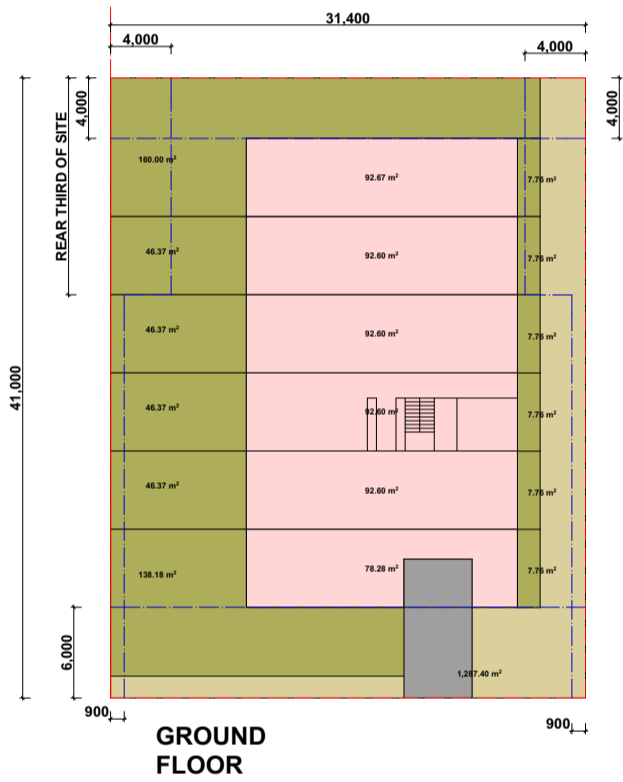 31,400
4,000
4,000
4,000
4,000
REAR THIRD OF SITE
41,000
160.00 m²
92.67 m²
7.76 m²
46.37 m²
92.60 m²
7.76 m²
46.37 m²
92.60 m²
7.76 m²
46.37 m²
92.60 m²
7.76 m²
46.37 m²
92.60 m²
7.76 m²
138.18 m²
78.28 m²
7.76 m²
6,000
1,287.40 m²
900
900
GROUND
FLOOR